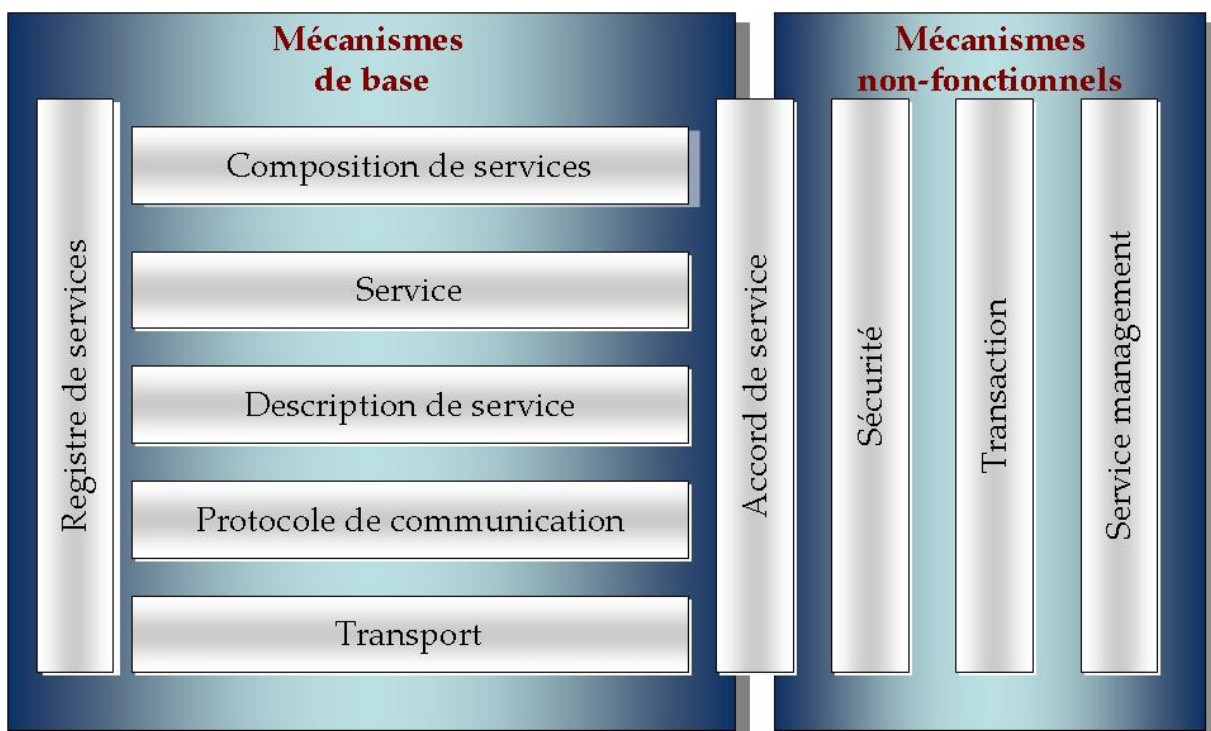 Mécanismes
de base
Registre de services
Composition de services
Service
Description de service
Protocole de communication
Transport
Accord de service
Mécanismes
non-fonctionnels
Sécurité
Transaction
Service management